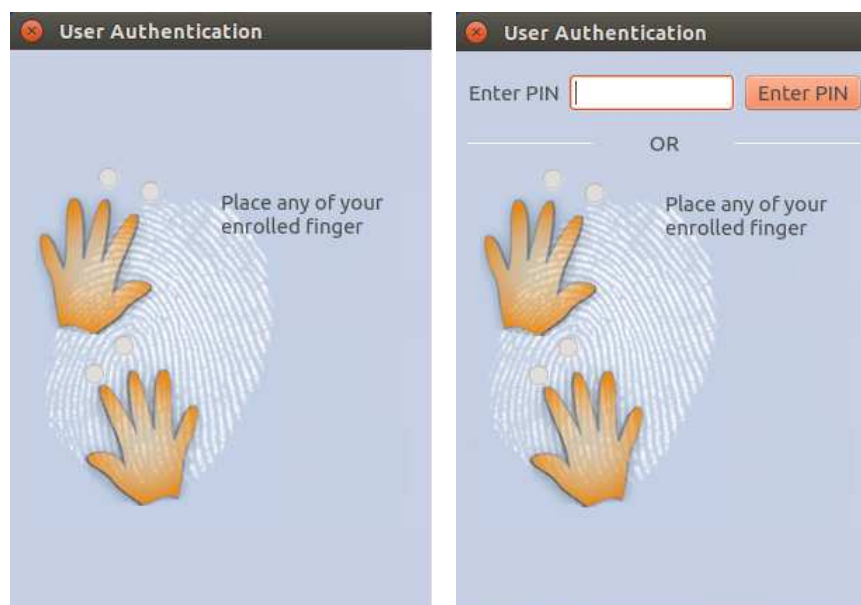 User Authentication
Place any of your
enrolled finger
User Authentication
Enter PIN
Enter PIN
OR
Place any of your
enrolled finger